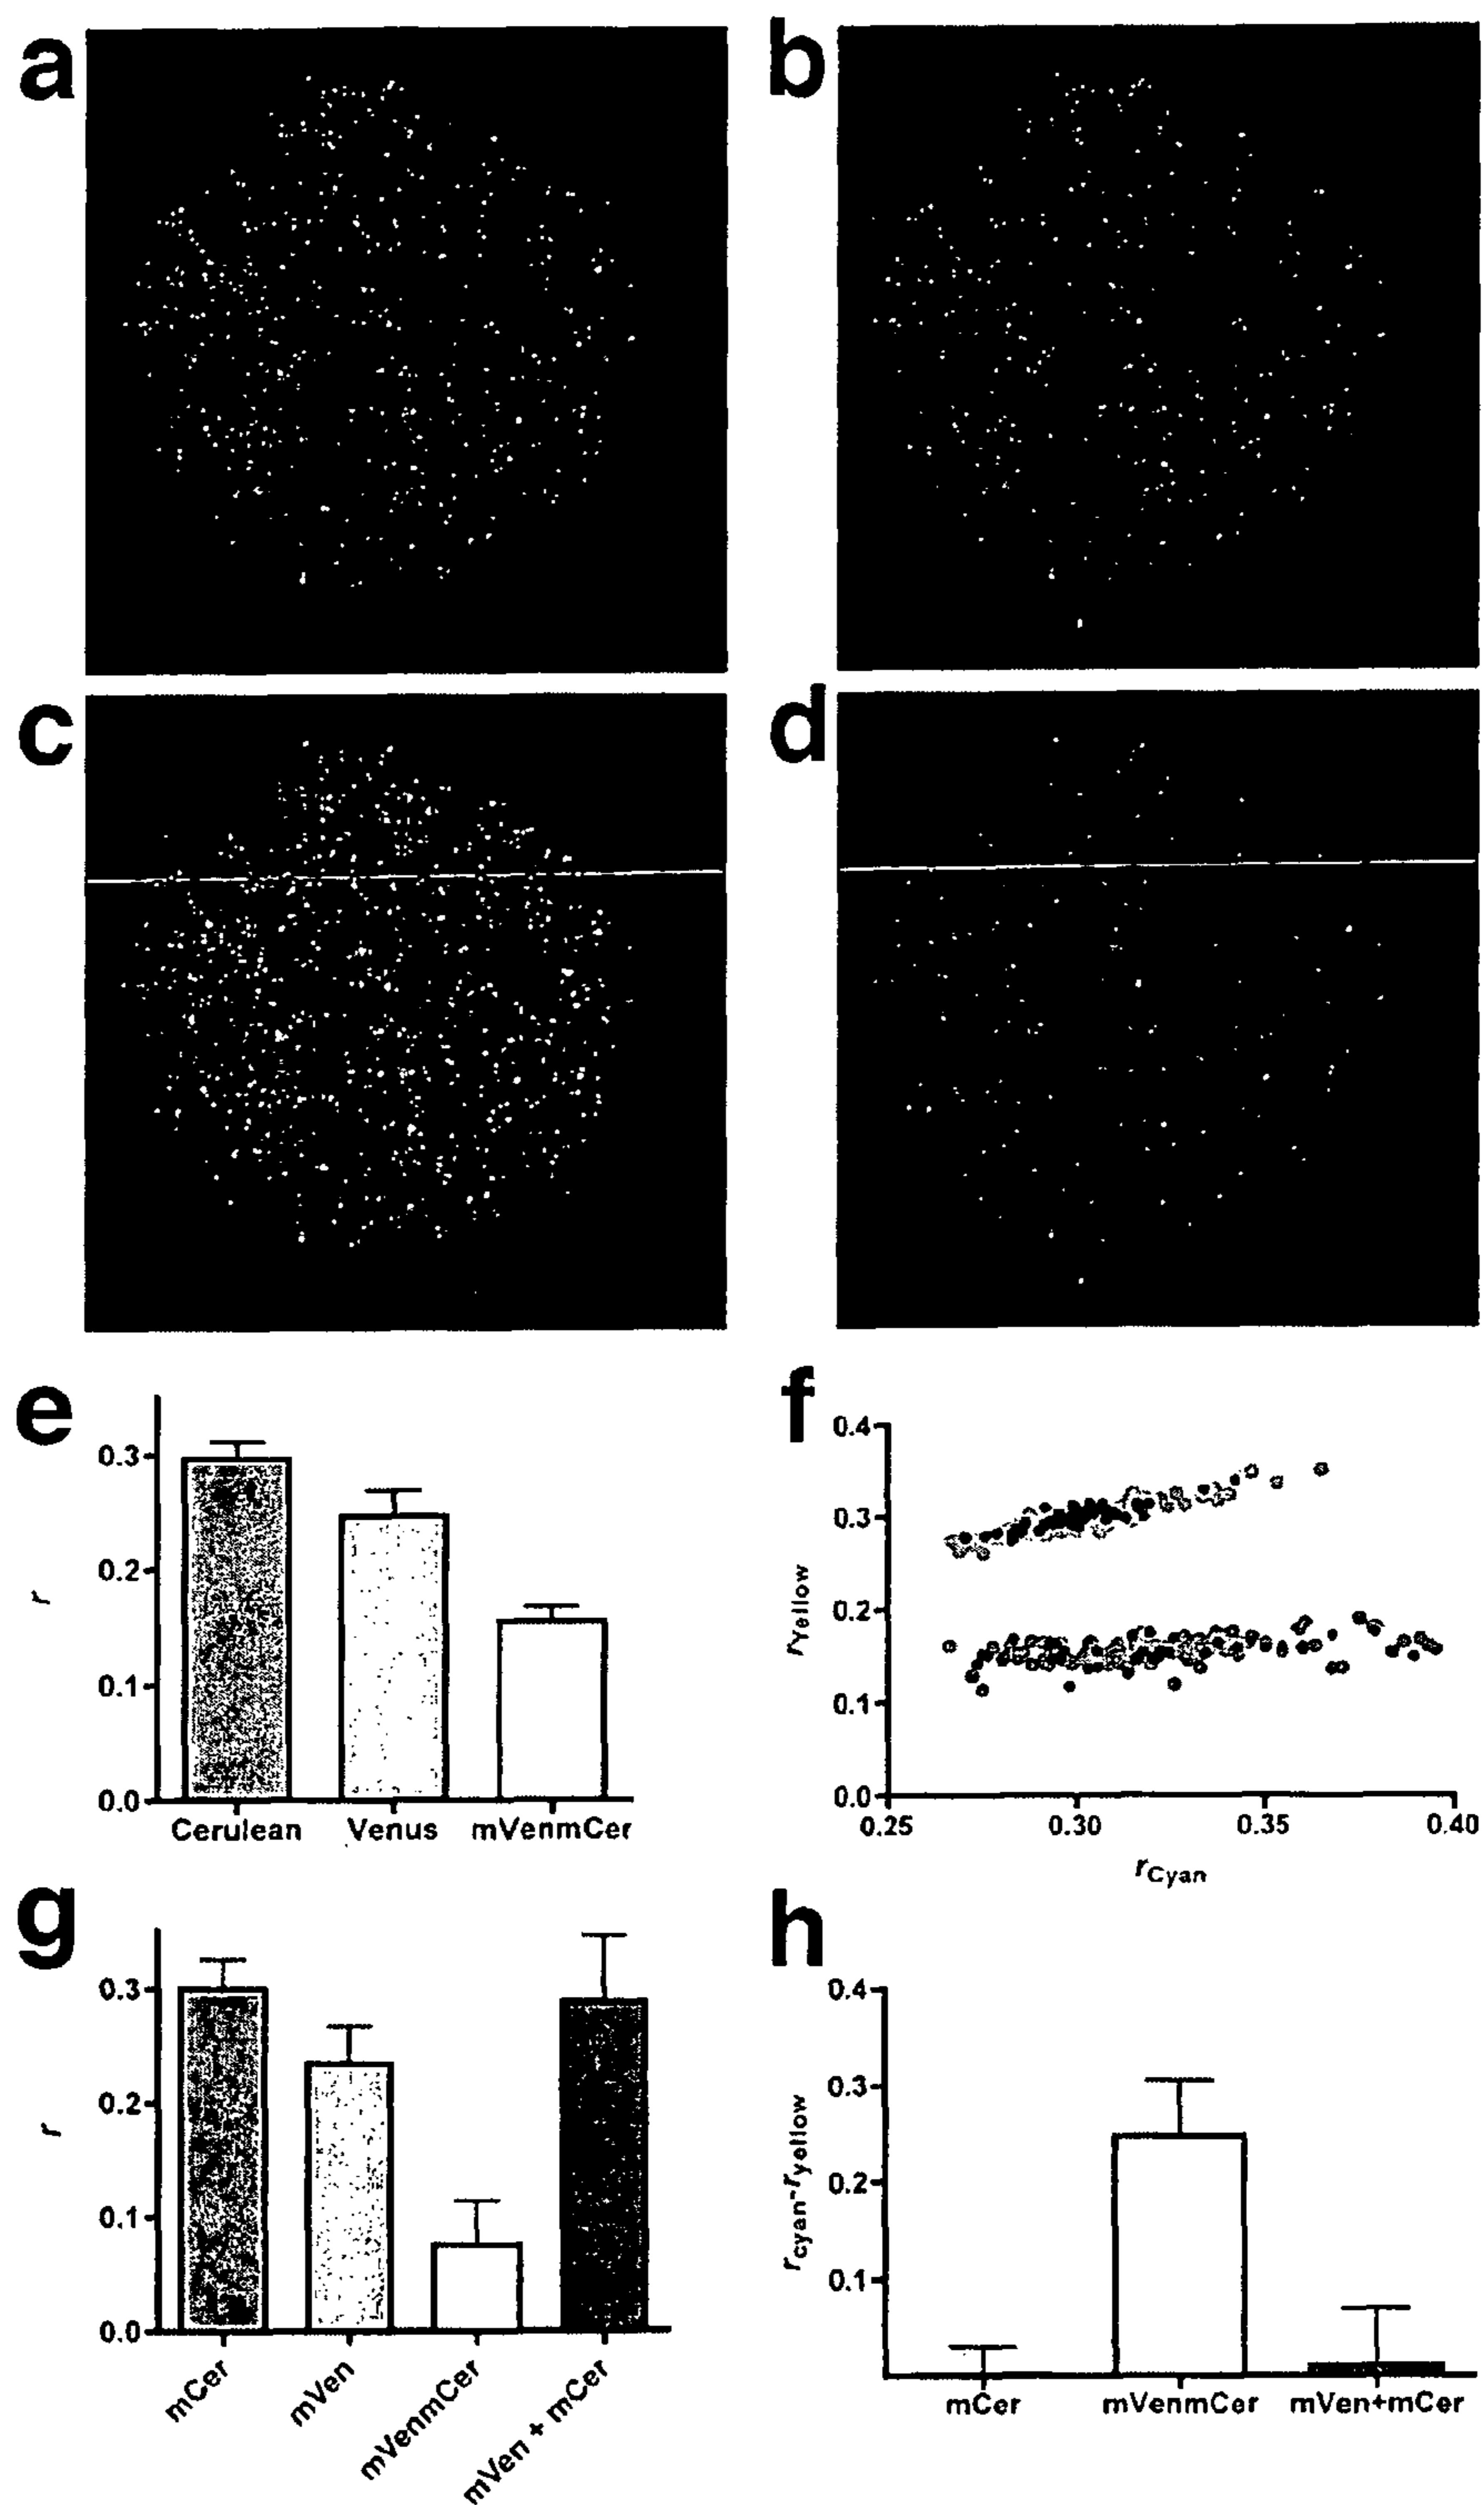 a
b
c
d
e
0.3
0.2
0.1
0.0
r
Cerulean Venus mVenmCer
f
0.4
0.3
0.2
0.1
0.0
rYellow
0.25 0.30 0.35 0.40
rCyan
g
0.3
0.2
0.1
0.0
r
mCer
mVen
mVenmCer
mVen + mCer
h
0.4
0.3
0.2
0.1
rcyan-ryellow
mCer mVenmCer mVen+mCer